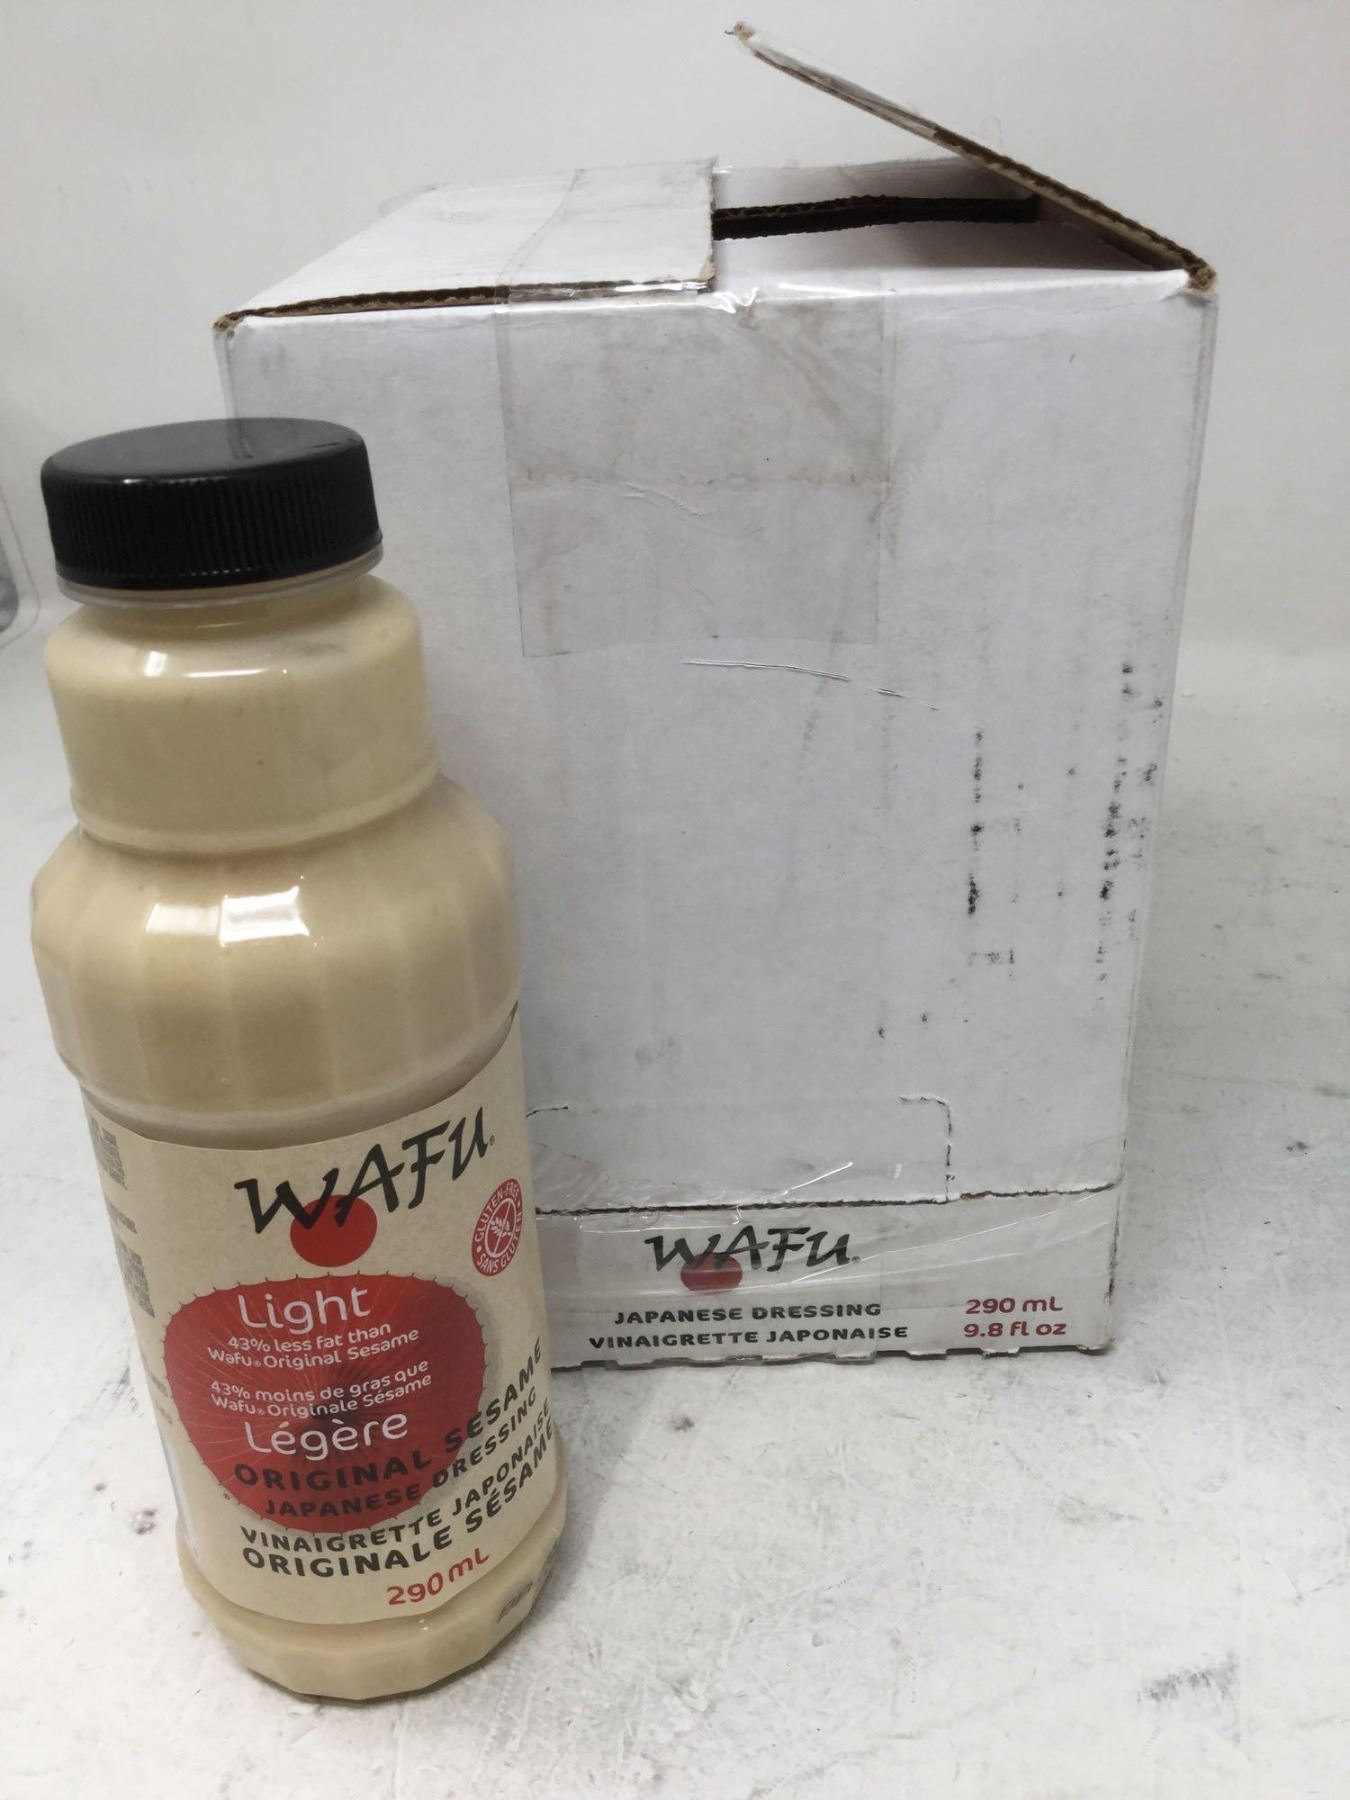 WAFU®
GLUTEN-FREE
SANS GLUTEN
Light
43% less fat than
Wafu® Original Sesame
43% moins de gras que
Wafu® Originale Sésame
Légère
ORIGINAL SESAME
JAPANESE DRESSING
VINAIGRETTE JAPONAISE
ORIGINALE SÉSAME
290 mL
WAFU®
JAPANESE DRESSING
VINAIGRETTE JAPONAISE
290 mL
9.8 fl oz